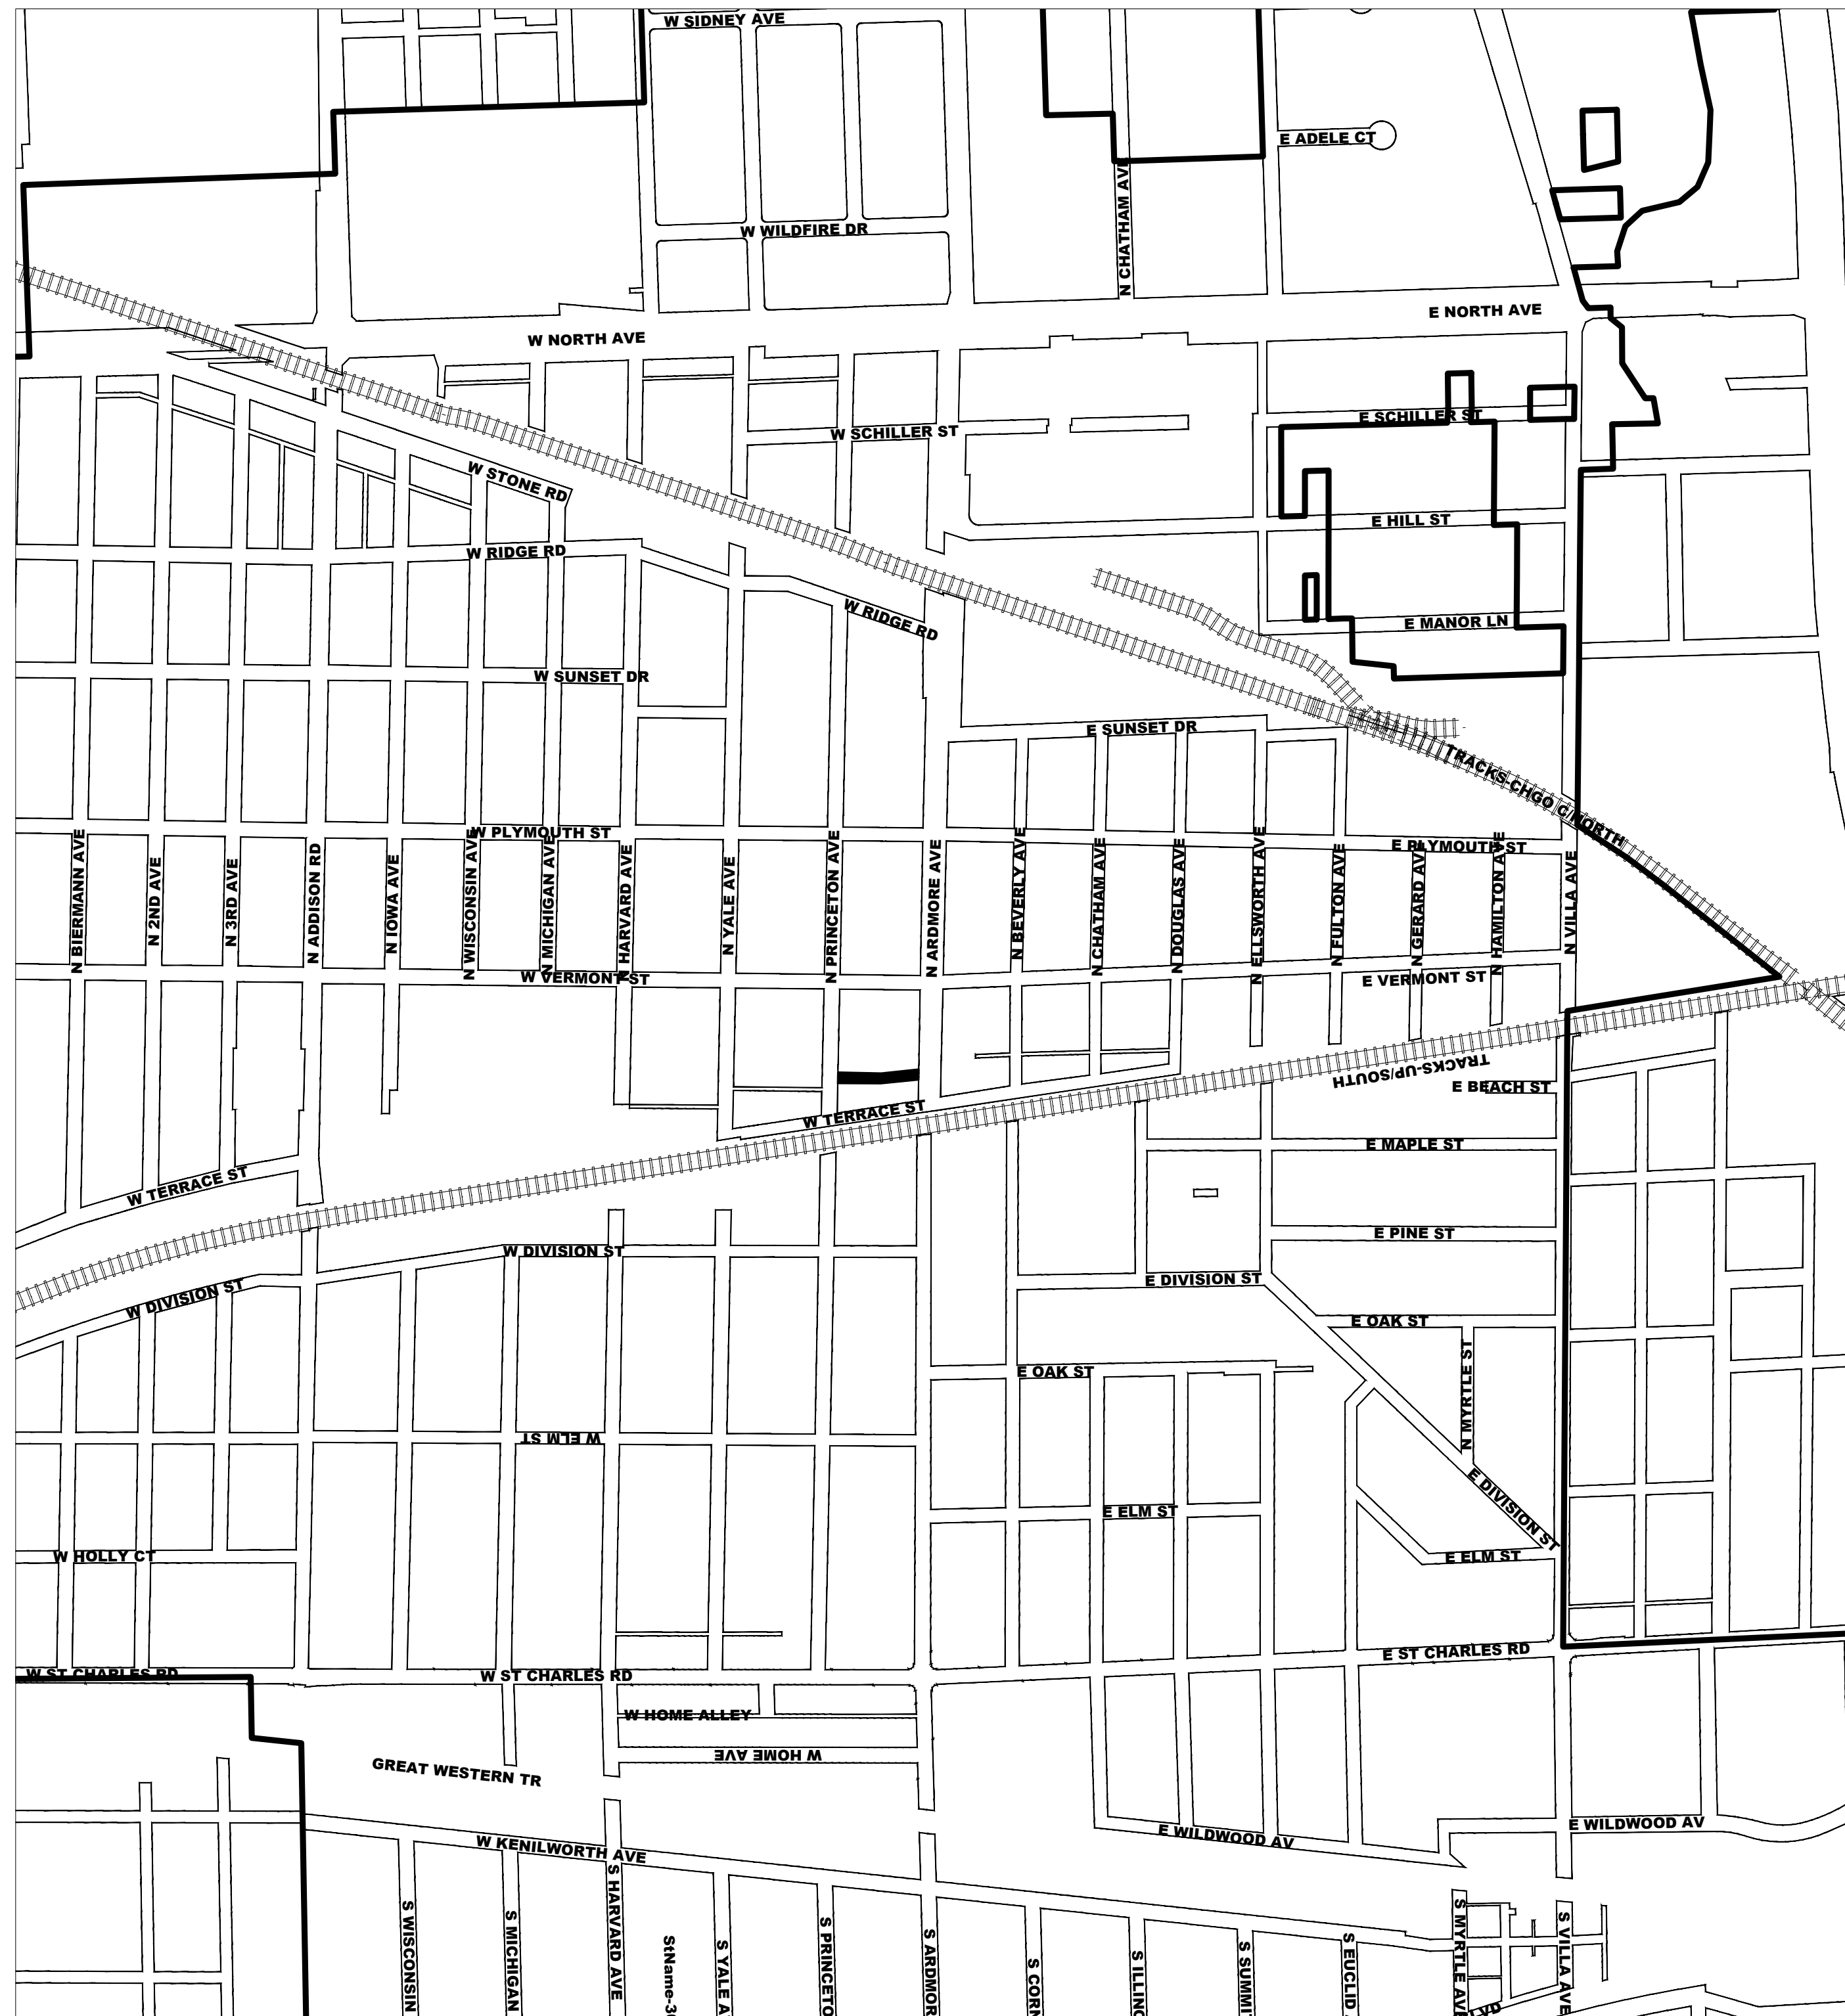 W SIDNEY AVE
E ADELE CT
N CHATHAM AVE
W WILDFIRE DR
E NORTH AVE
W NORTH AVE
E SCHILLER ST
W SCHILLER ST
W STONE RD
E HILL ST
W RIDGE RD
W RIDGE RD
E MANOR LN
W SUNSET DR
E SUNSET DR
TRACKS-CHGO C/NORTH
W PLYMOUTH ST
E PLYMOUTH ST
N BIERMANN AVE
N 2ND AVE
N 3RD AVE
N ADDISON RD
N IOWA AVE
N WISCONSIN AVE
N MICHIGAN AVE
N HARVARD AVE
N YALE AVE
N PRINCETON AVE
N ARDMORE AVE
N BEVERLY AVE
N CHATHAM AVE
N DOUGLAS AVE
N ELLSWORTH AVE
N FULTON AVE
N GERARD AVE
N HAMILTON AVE
N VILLA AVE
W VERMONT ST
E VERMONT ST
TRACKS-UP/SOUTH
E BEACH ST
W TERRACE ST
E MAPLE ST
W TERRACE ST
E PINE ST
W DIVISION ST
E DIVISION ST
W DIVISION ST
E OAK ST
E OAK ST
N MYRTLE ST
W ELM ST
E DIVISION ST
E ELM ST
W HOLLY CT
E ELM ST
E ST CHARLES RD
W ST CHARLES RD
W ST CHARLES RD
W HOME ALLEY
W HOME AVE
GREAT WESTERN TR
E WILDWOOD AV
E WILDWOOD AV
W KENILWORTH AVE
S WISCONSIN
S MICHIGAN
S HARVARD AVE
StName-3
S YALE A
S PRINCETO
S ARDMOR
S CORN
S ILLINO
S SUMMI
S EUCLID
S MYRTLE AVE
S VILLA AVE
LVD